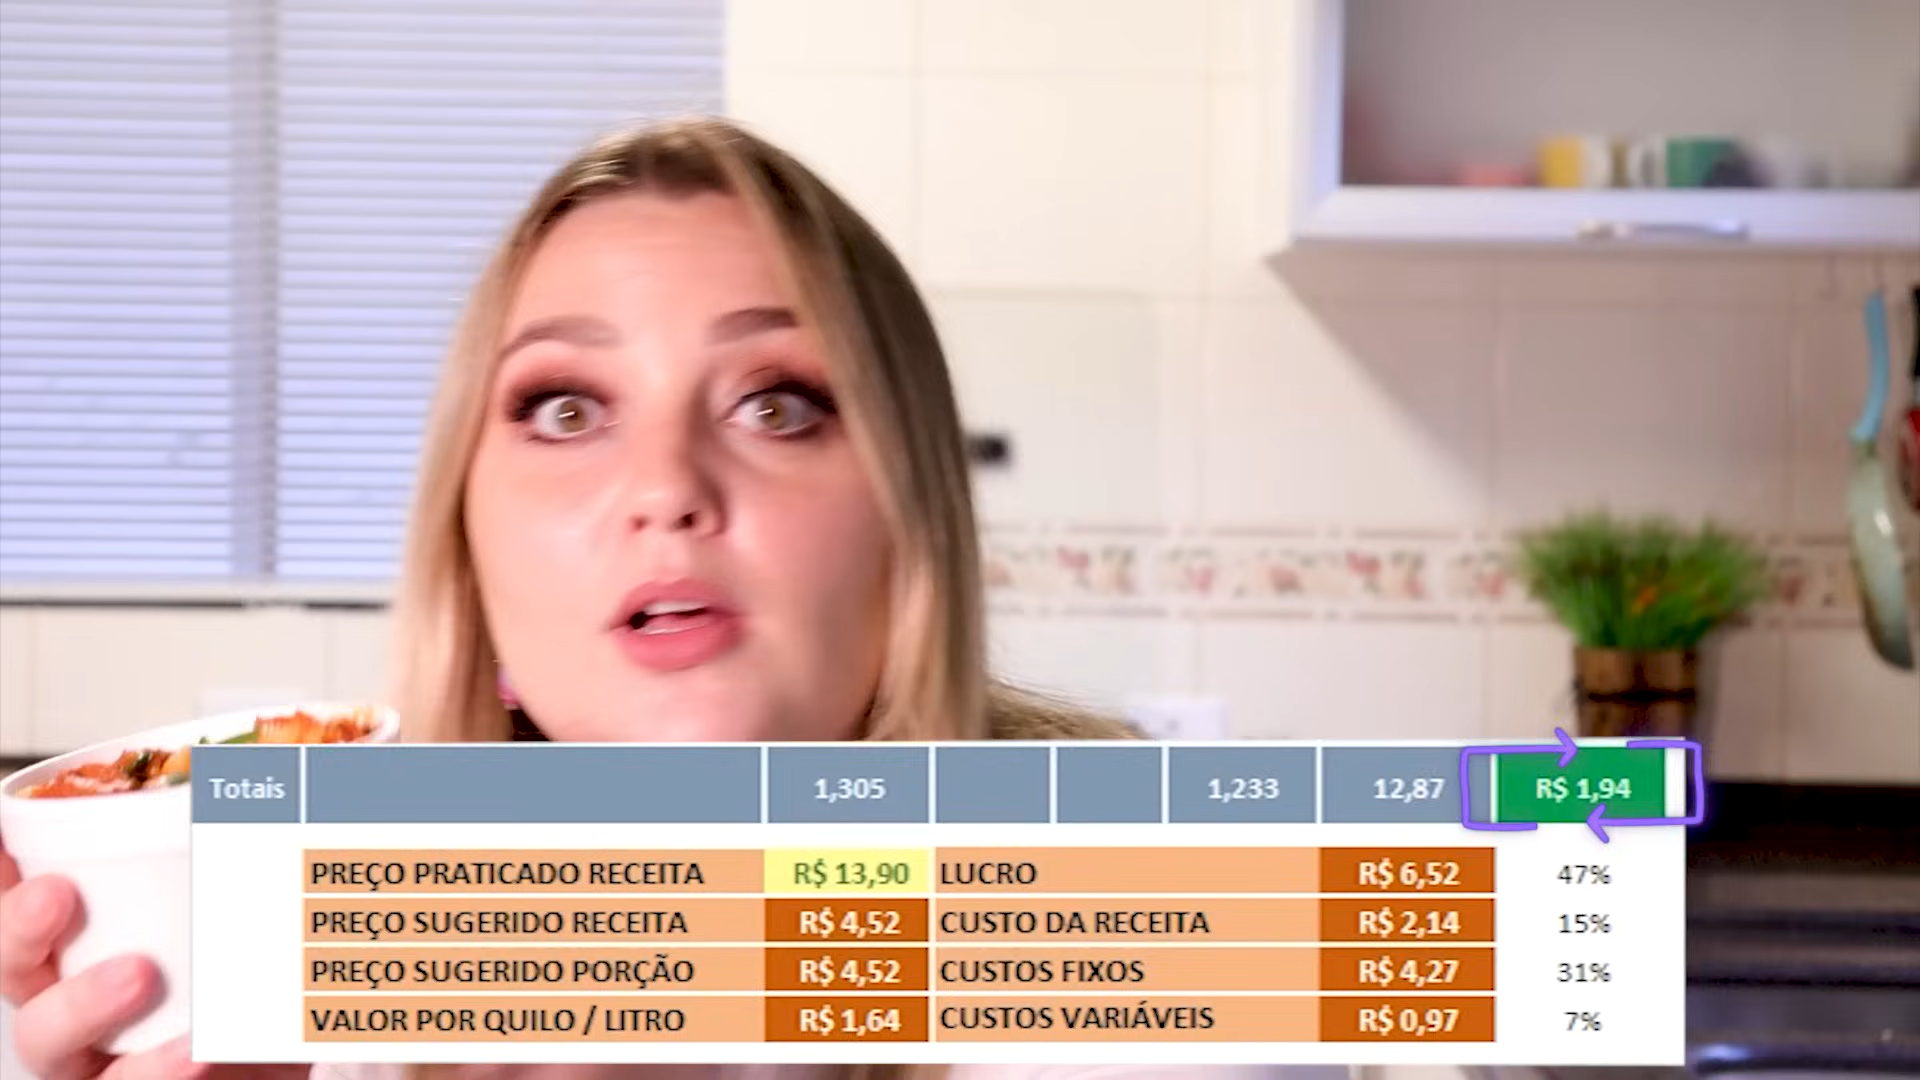 Totais 1,305 1,233 12,87 R$ 1,94
PREÇO PRATICADO RECEITA R$ 13,90 LUCRO R$ 6,52 47%
PREÇO SUGERIDO RECEITA R$ 4,52 CUSTO DA RECEITA R$ 2,14 15%
PREÇO SUGERIDO PORÇÃO R$ 4,52 CUSTOS FIXOS R$ 4,27 31%
VALOR POR QUILO / LITRO R$ 1,64 CUSTOS VARIÁVEIS R$ 0,97 7%